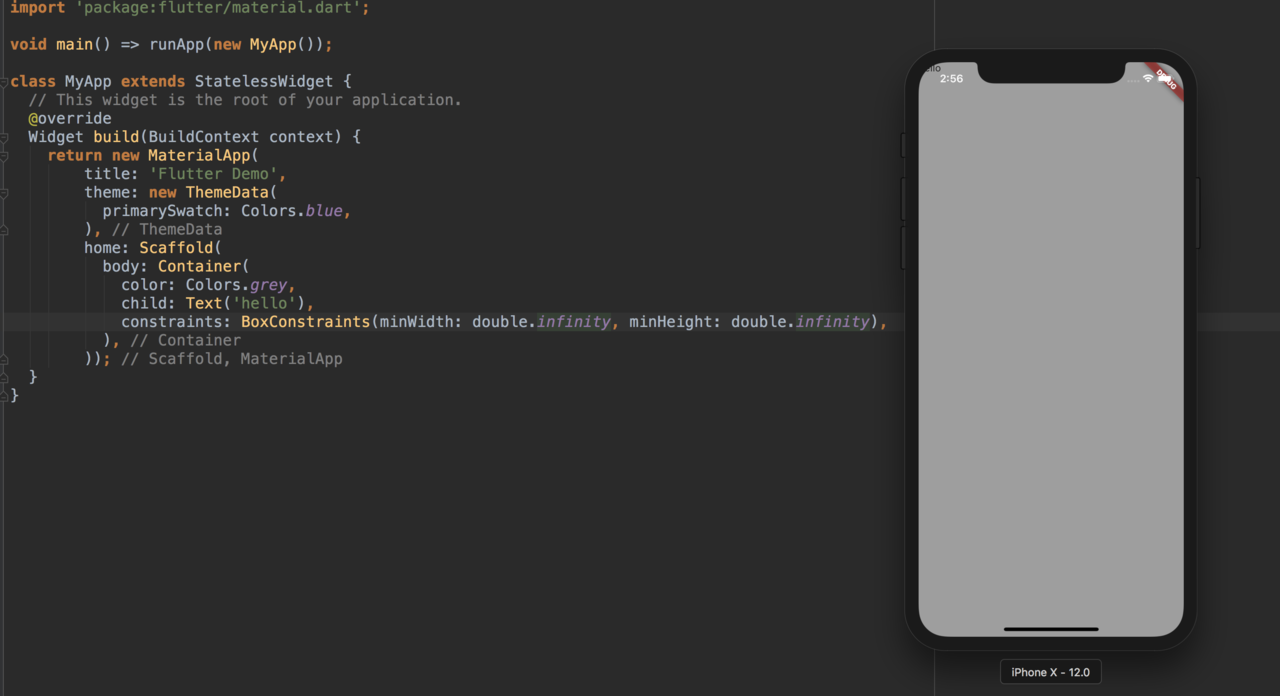 import 'package:flutter/material.dart';
void main() => runApp(new MyApp());
class MyApp extends StatelessWidget {
// This widget is the root of your application.
@override
Widget build(BuildContext context) {
return new MaterialApp(
title: 'Flutter Demo',
theme: new ThemeData(
primarySwatch: Colors.blue,
), // ThemeData
home: Scaffold(
body: Container(
color: Colors.grey,
child: Text('hello'),
constraints: BoxConstraints(minWidth: double.infinity, minHeight: double.infinity),
), // Container
)); // Scaffold, MaterialApp
}
}
2:56
DEBUG
iPhone X - 12.0